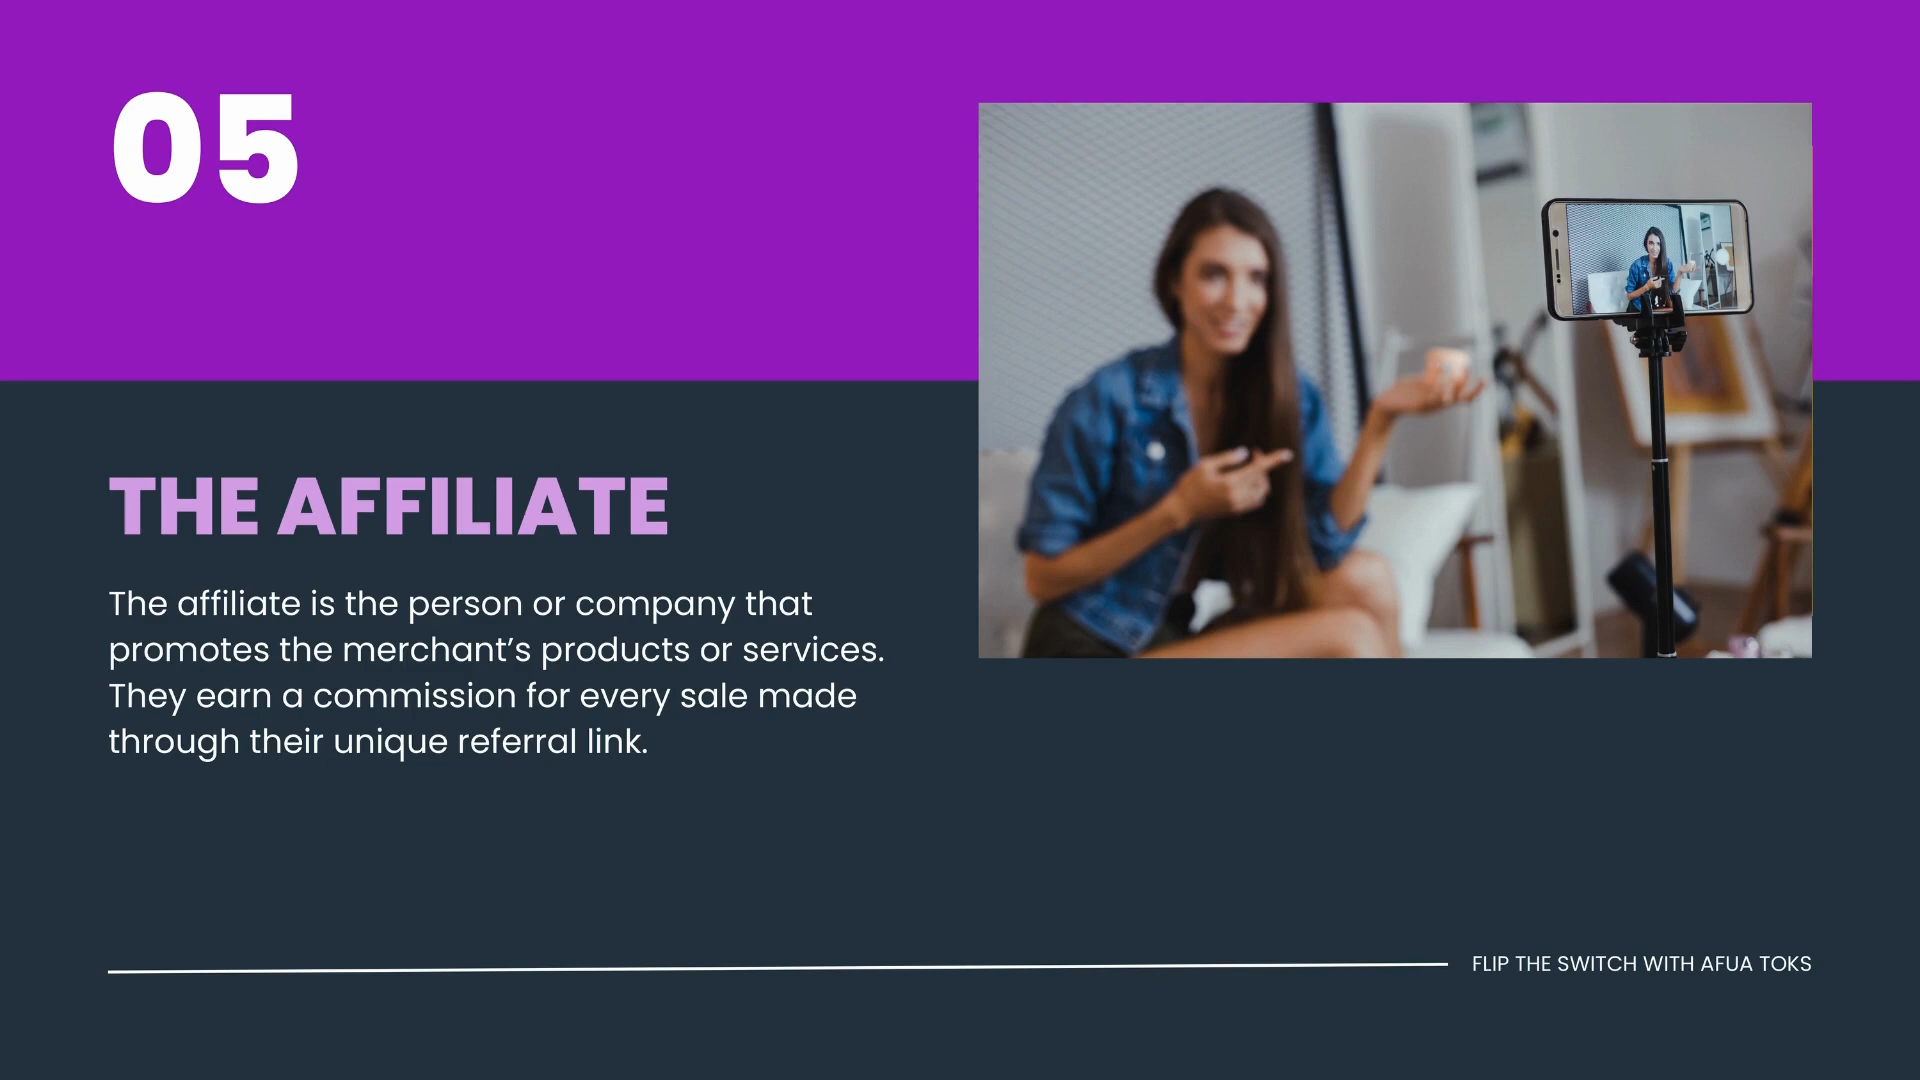 05
THE AFFILIATE
The affiliate is the person or company that
promotes the merchant’s products or services.
They earn a commission for every sale made
through their unique referral link.
FLIP THE SWITCH WITH AFUA TOKS